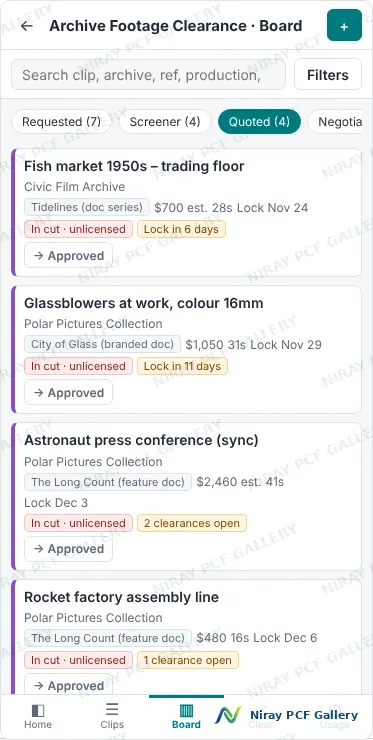 ← Archive Footage Clearance · Board +
Search clip, archive, ref, production, Filters
Requested (7) Screener (4) Quoted (4) Negotia
Fish market 1950s – trading floor
Civic Film Archive
Tidelines (doc series) $700 est. 28s Lock Nov 24
In cut · unlicensed Lock in 6 days
→ Approved
Glassblowers at work, colour 16mm
Polar Pictures Collection
City of Glass (branded doc) $1,050 31s Lock Nov 29
In cut · unlicensed Lock in 11 days
→ Approved
Astronaut press conference (sync)
Polar Pictures Collection
The Long Count (feature doc) $2,460 est. 41s
Lock Dec 3
In cut · unlicensed 2 clearances open
→ Approved
Rocket factory assembly line
Polar Pictures Collection
The Long Count (feature doc) $480 16s Lock Dec 6
In cut · unlicensed 1 clearance open
→ Approved
Home Clips Board Clear Usage
Niray PCF Gallery
NIRAY PCF GALLERY